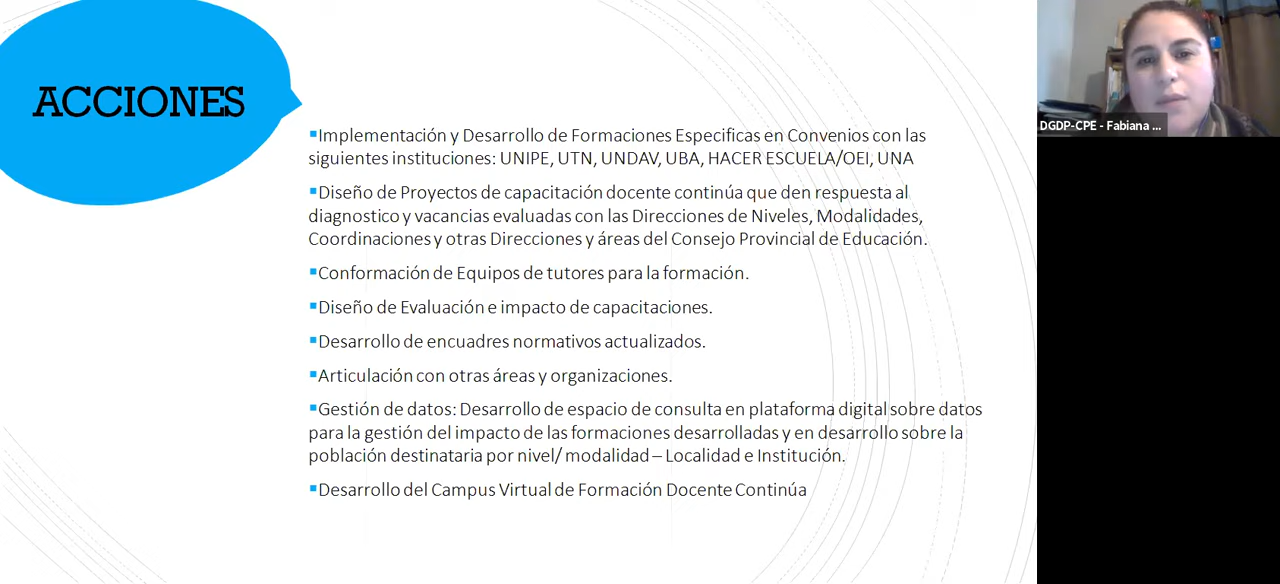 ACCIONES
▪Implementación y Desarrollo de Formaciones Especificas en Convenios con las
siguientes instituciones: UNIPE, UTN, UNDAV, UBA, HACER ESCUELA/OEI, UNA
▪Diseño de Proyectos de capacitación docente continúa que den respuesta al
diagnostico y vacancias evaluadas con las Direcciones de Niveles, Modalidades,
Coordinaciones y otras Direcciones y áreas del Consejo Provincial de Educación.
▪Conformación de Equipos de tutores para la formación.
▪Diseño de Evaluación e impacto de capacitaciones.
▪Desarrollo de encuadres normativos actualizados.
▪Articulación con otras áreas y organizaciones.
▪Gestión de datos: Desarrollo de espacio de consulta en plataforma digital sobre datos
para la gestión del impacto de las formaciones desarrolladas y en desarrollo sobre la
población destinataria por nivel/ modalidad – Localidad e Institución.
▪Desarrollo del Campus Virtual de Formación Docente Continúa
DGDP-CPE - Fabiana ...